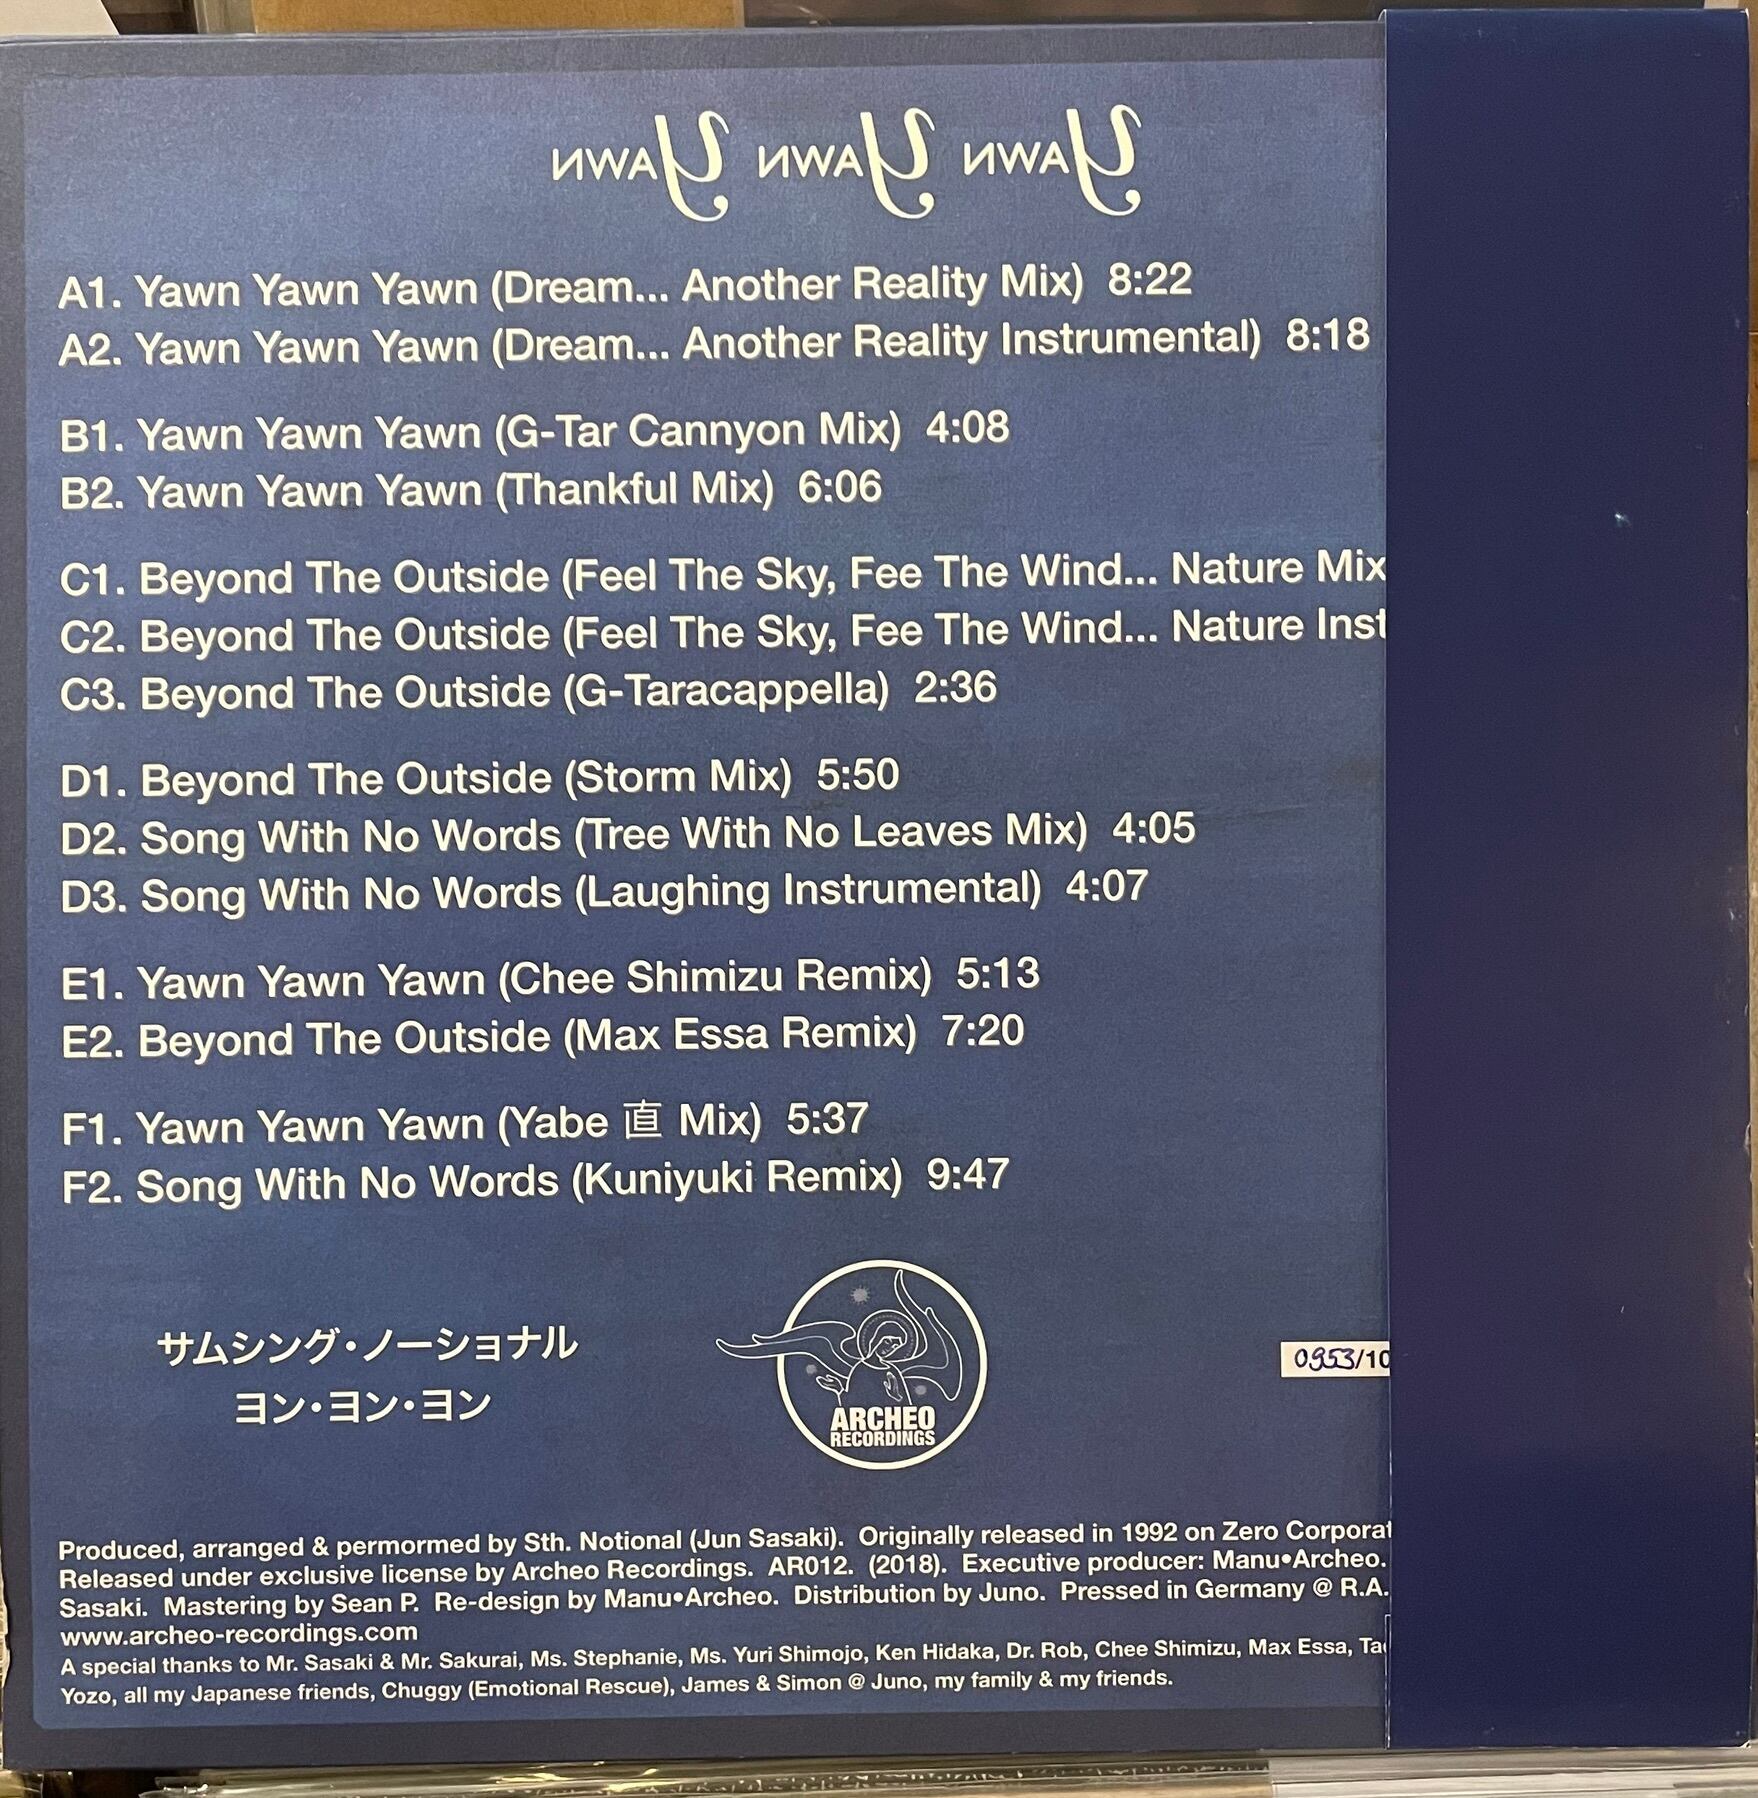 Yawn Yawn Yawn
A1. Yawn Yawn Yawn (Dream... Another Reality Mix) 8:22
A2. Yawn Yawn Yawn (Dream... Another Reality Instrumental) 8:18
B1. Yawn Yawn Yawn (G-Tar Cannyon Mix) 4:08
B2. Yawn Yawn Yawn (Thankful Mix) 6:06
C1. Beyond The Outside (Feel The Sky, Fee The Wind... Nature Mix
C2. Beyond The Outside (Feel The Sky, Fee The Wind... Nature Inst
C3. Beyond The Outside (G-Taracappella) 2:36
D1. Beyond The Outside (Storm Mix) 5:50
D2. Song With No Words (Tree With No Leaves Mix) 4:05
D3. Song With No Words (Laughing Instrumental) 4:07
E1. Yawn Yawn Yawn (Chee Shimizu Remix) 5:13
E2. Beyond The Outside (Max Essa Remix) 7:20
F1. Yawn Yawn Yawn (Yabe 直 Mix) 5:37
F2. Song With No Words (Kuniyuki Remix) 9:47
サムシング・ノーショナル
ヨン・ヨン・ヨン
ARCHEO
RECORDINGS
0953/10
Produced, arranged & permormed by Sth. Notional (Jun Sasaki). Originally released in 1992 on Zero Corporat
Released under exclusive license by Archeo Recordings. AR012. (2018). Executive producer: Manu•Archeo.
Sasaki. Mastering by Sean P. Re-design by Manu•Archeo. Distribution by Juno. Pressed in Germany @ R.A.
www.archeo-recordings.com
A special thanks to Mr. Sasaki & Mr. Sakurai, Ms. Stephanie, Ms. Yuri Shimojo, Ken Hidaka, Dr. Rob, Chee Shimizu, Max Essa,
Yozo, all my Japanese friends, Chuggy (Emotional Rescue), James & Simon @ Juno, my family & my friends.